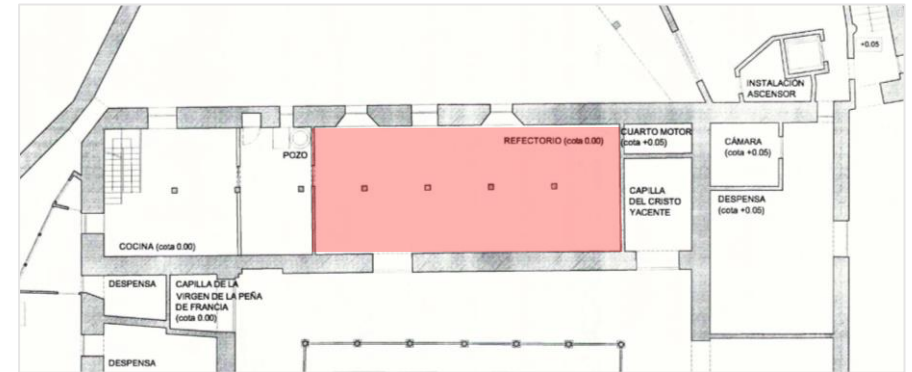 +0.05
INSTALACIÓN
ASCENSOR
REFECTORIO (cota 0.00)
CUARTO MOTOR
(cota +0.05)
CÁMARA
(cota +0.05)
POZO
CAPILLA
DEL CRISTO
YACENTE
DESPENSA
(cota +0.05)
COCINA (cota 0.00)
DESPENSA
CAPILLA DE LA
VIRGEN DE LA PEÑA
DE FRANCIA
(cota 0.00)
DESPENSA